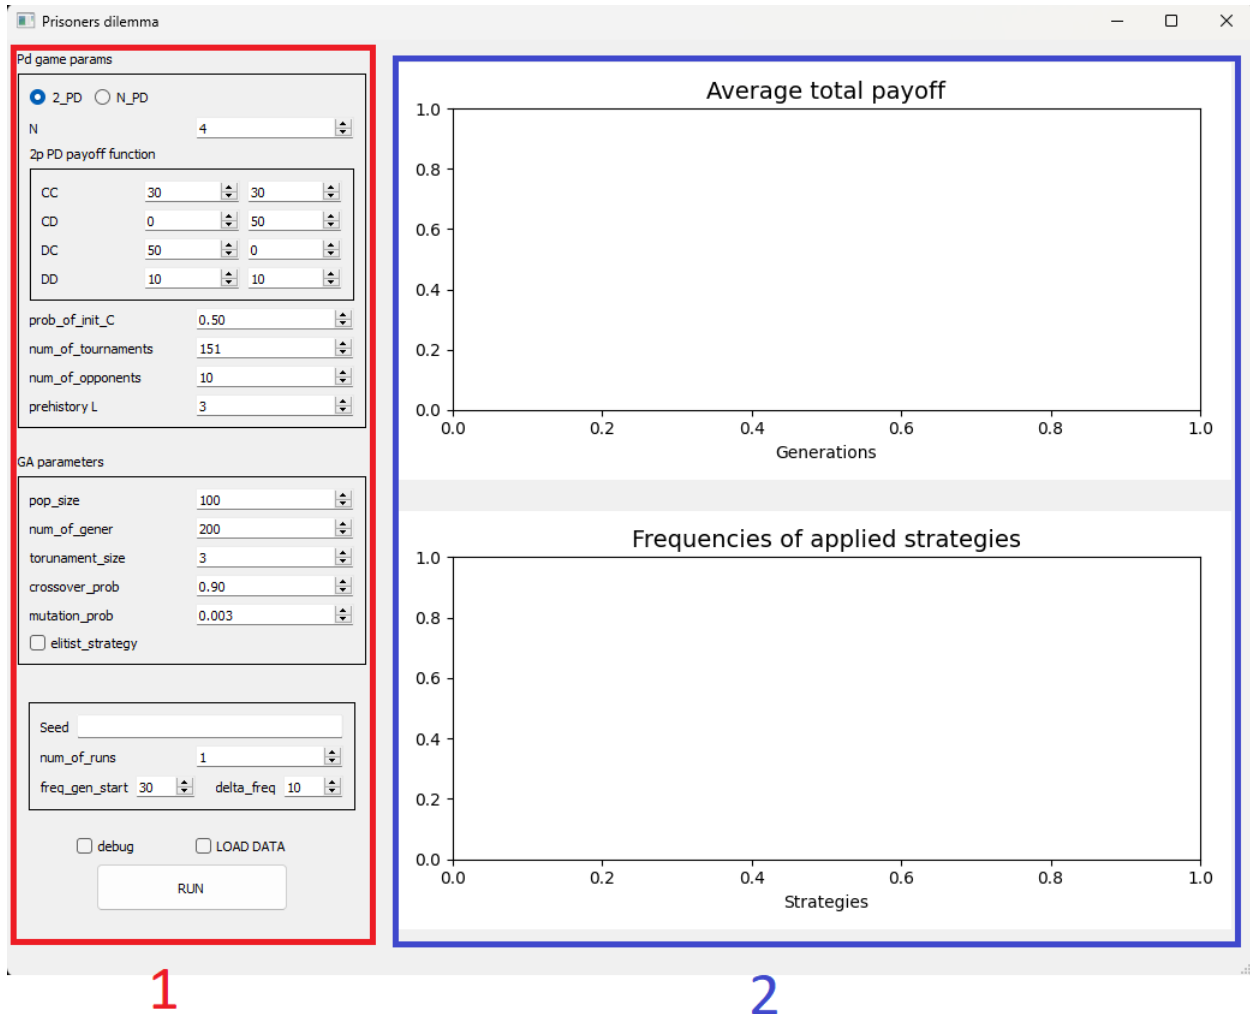 Prisoners dilemma
Pd game params
2_PD N_PD
N 4
2p PD payoff function
CC 30 30
CD 0 50
DC 50 0
DD 10 10
prob_of_init_C 0.50
num_of_tournaments 151
num_of_opponents 10
prehistory L 3
GA parameters
pop_size 100
num_of_gener 200
torunament_size 3
crossover_prob 0.90
mutation_prob 0.003
elitist_strategy
Seed
num_of_runs 1
freq_gen_start 30 delta_freq 10
debug LOAD DATA
RUN
1
Average total payoff
1.0
0.8
0.6
0.4
0.2
0.0
0.0 0.2 0.4 0.6 0.8 1.0
Generations
Frequencies of applied strategies
1.0
0.8
0.6
0.4
0.2
0.0
0.0 0.2 0.4 0.6 0.8 1.0
Strategies
2